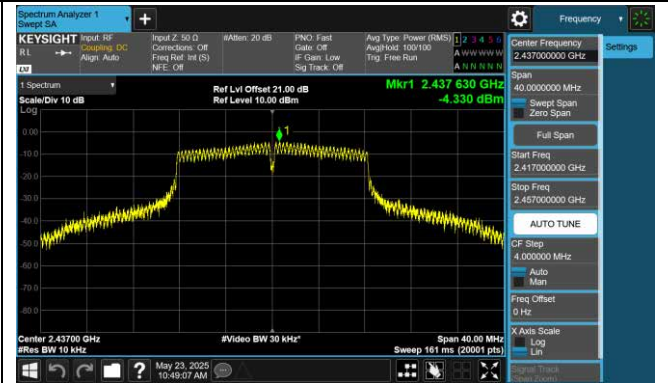 Spectrum Analyzer 1
Swept SA
Frequency
KEYSIGHT Input: RF Input Z: 50 Ω #Atten: 20 dB PNO: Fast Avg Type: Power (RMS) 1 2 3 4 5 6
RL Coupling: DC Corrections: Off Gate: Off Avg|Hold: 100/100 A W W W W W
Align: Auto Freq Ref: Int (S) IF Gain: Low Trig: Free Run A N N N N N
NFE: Off Sig Track: Off
1 Spectrum
Ref Lvl Offset 21.00 dB Mkr1 2.437 630 GHz
Scale/Div 10 dB Ref Level 10.00 dBm -4.330 dBm
Log
1
0.00
-10.0
-20.0
-30.0
-40.0
-50.0
-60.0
-70.0
-80.0
Center 2.43700 GHz #Video BW 30 kHz* Span 40.00 MHz
#Res BW 10 kHz Sweep 161 ms (20001 pts)
May 23, 2025
10:49:07 AM
Center Frequency
2.437000000 GHz
Settings
Span
40.0000000 MHz
Swept Span
Zero Span
Full Span
Start Freq
2.417000000 GHz
Stop Freq
2.457000000 GHz
AUTO TUNE
CF Step
4.000000 MHz
Auto
Man
Freq Offset
0 Hz
X Axis Scale
Log
Lin
Signal Track
(Span Zoom)